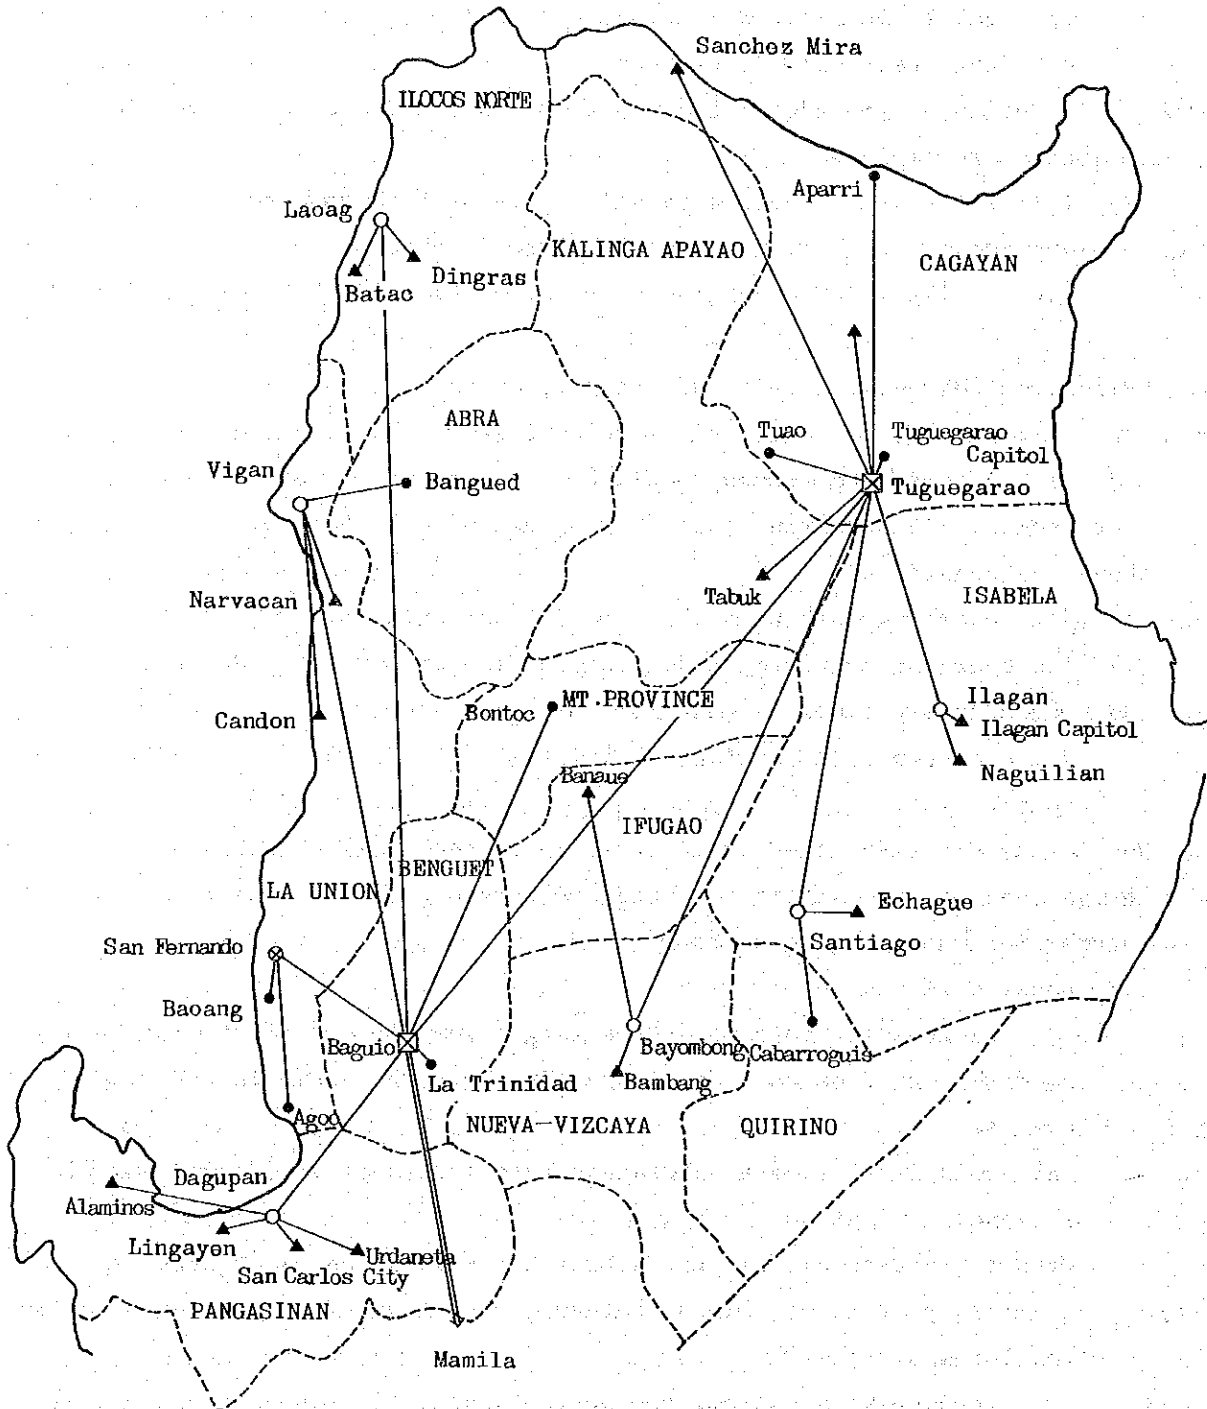 Sanchez Mira
ILOCOS NORTE
Aparri
Laoag
KALINGA APAYAO
CAGAYAN
Dingras
Batac
ABRA
Tuao
Tuguegarao
Capitol
Vigan
Bangued
Tuguegarao
Narvacan
Tabuk
ISABELA
Candon
Bontoc
MT.PROVINCE
Ilagan
Ilagan Capitol
Naguilian
Banaue
IFUGAO
BENGUET
LA UNION
Echague
San Fernando
Santiago
Baoang
Baguio
Bayombong
Cabarroguis
La Trinidad
Bambang
Agoo
NUEVA-VIZCAYA
QUIRINO
Dagupan
Alaminos
Lingayen
Urdaneta
San Carlos City
PANGASINAN
Mamila